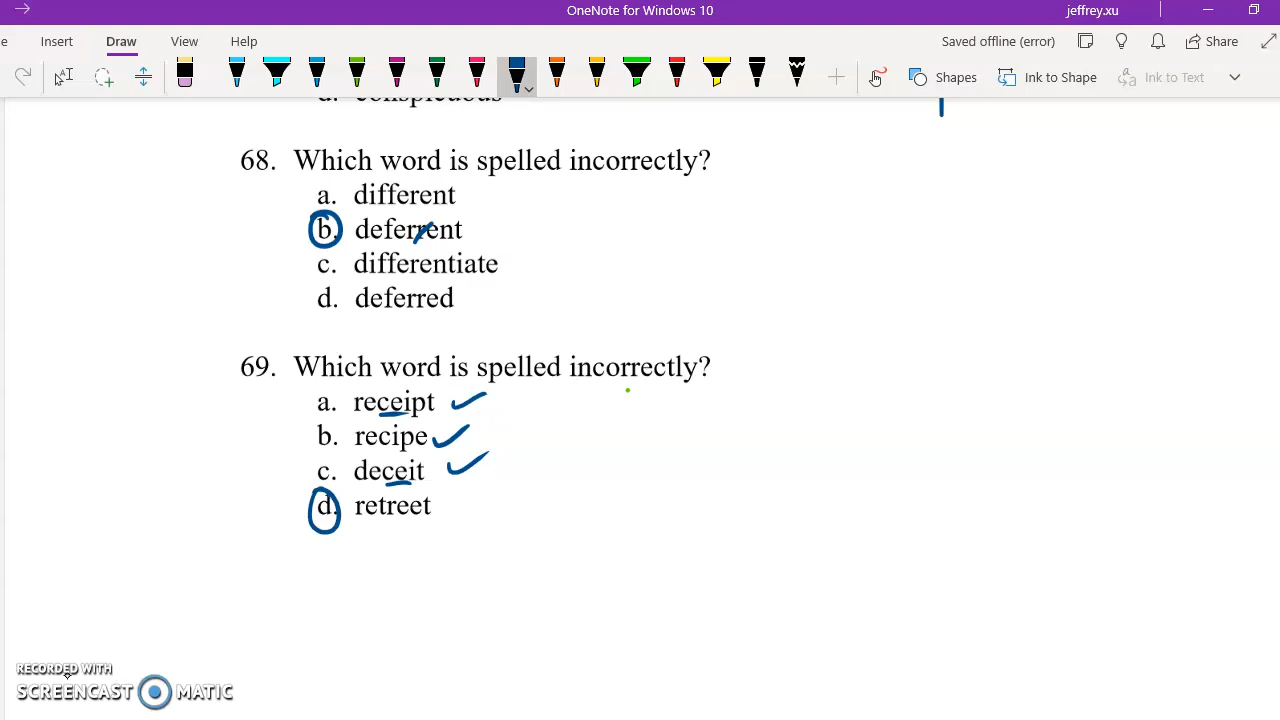 OneNote for Windows 10
jeffrey.xu
Insert Draw View Help
Saved offline (error)
Share
Shapes
Ink to Shape
Ink to Text
d. conspicuous
68. Which word is spelled incorrectly?
a. different
b. deferrent
c. differentiate
d. deferred
69. Which word is spelled incorrectly?
a. receipt
b. recipe
c. deceit
d. retreet
RECORDED WITH
SCREENCAST MATIC